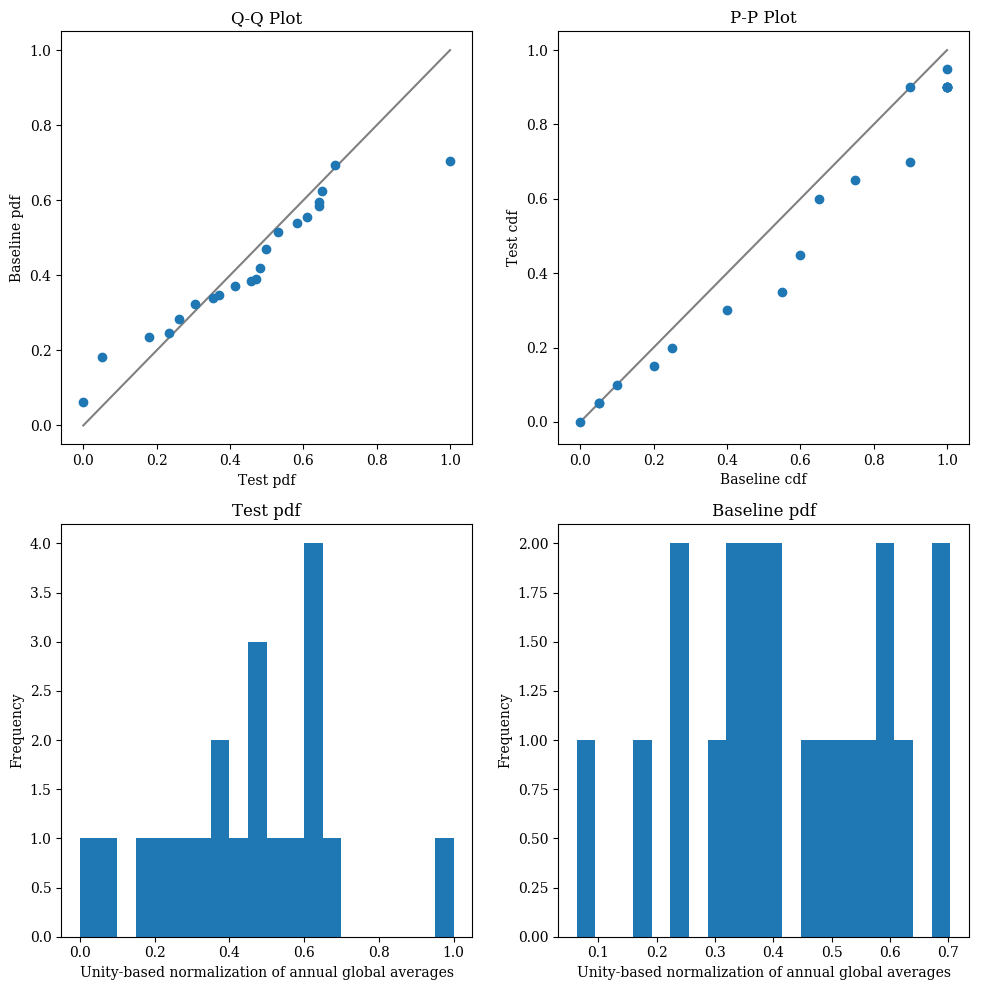 Q-Q Plot
1.0
0.8
0.6
0.4
0.2
0.0
Baseline pdf
0.0 0.2 0.4 0.6 0.8 1.0
Test pdf
P-P Plot
1.0
0.8
0.6
0.4
0.2
0.0
Test cdf
0.0 0.2 0.4 0.6 0.8 1.0
Baseline cdf
Test pdf
4.0
3.5
3.0
2.5
2.0
1.5
1.0
0.5
0.0
Frequency
0.0 0.2 0.4 0.6 0.8 1.0
Unity-based normalization of annual global averages
Baseline pdf
2.00
1.75
1.50
1.25
1.00
0.75
0.50
0.25
0.00
Frequency
0.1 0.2 0.3 0.4 0.5 0.6 0.7
Unity-based normalization of annual global averages